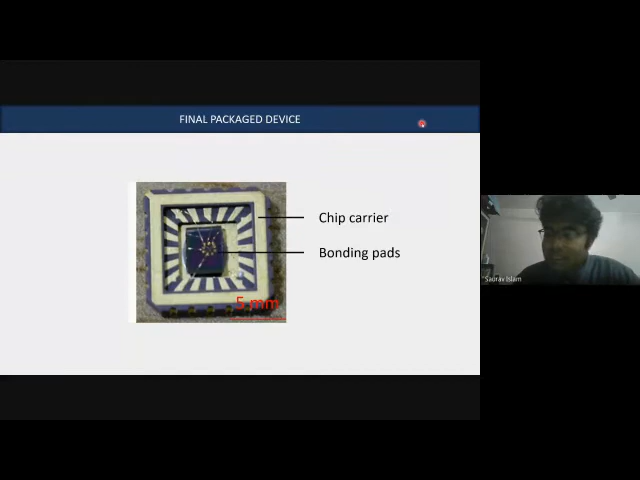 FINAL PACKAGED DEVICE
Chip carrier
Bonding pads
5 mm
Saurav Islam